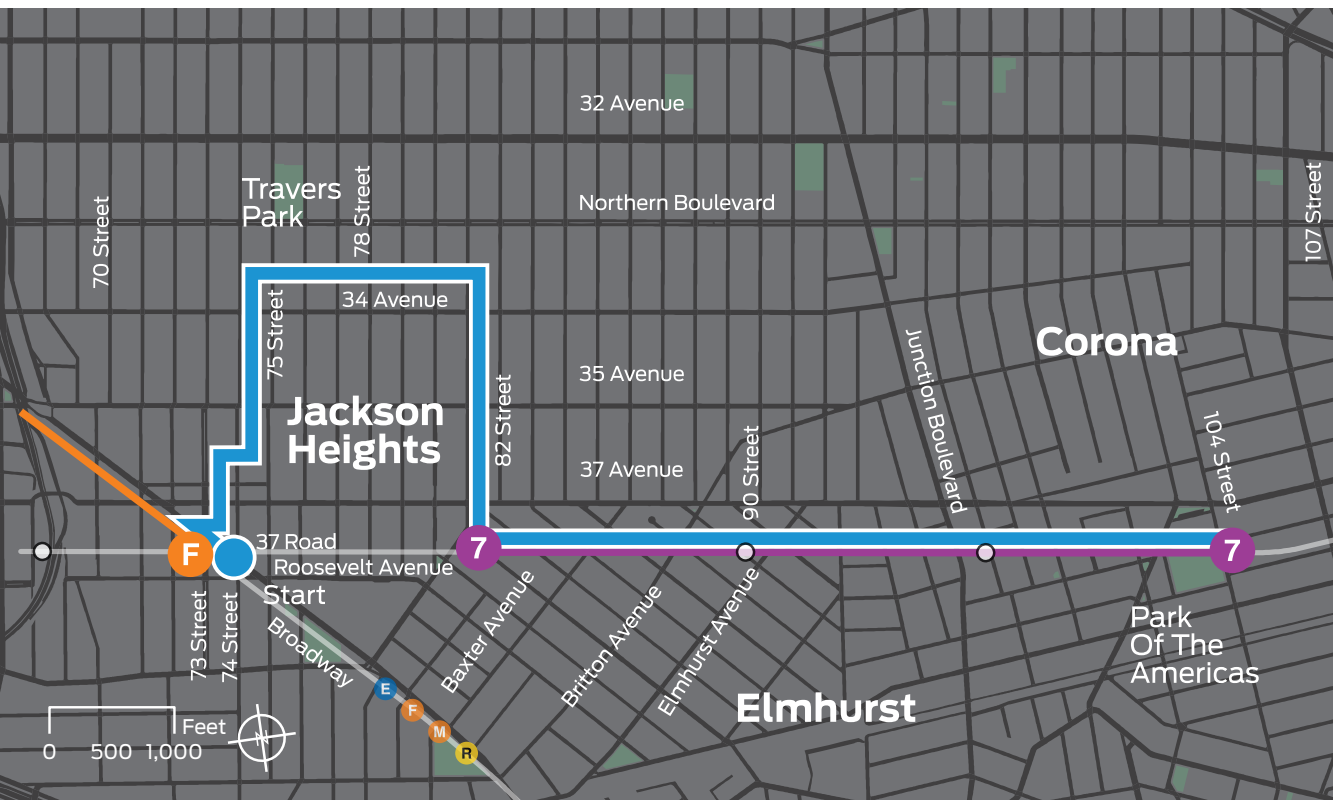 32 Avenue
Travers
Park
78 Street
70 Street
Northern Boulevard
107 Street
34 Avenue
75 Street
Corona
Junction Boulevard
35 Avenue
82 Street
Jackson
Heights
104 Street
90 Street
37 Avenue
F
37 Road
Roosevelt Avenue
7
7
Start
73 Street
74 Street
Broadway
Baxter Avenue
Britton Avenue
Elmhurst Avenue
Park
Of The
Americas
E
F
M
R
Elmhurst
Feet
0 500 1,000
N